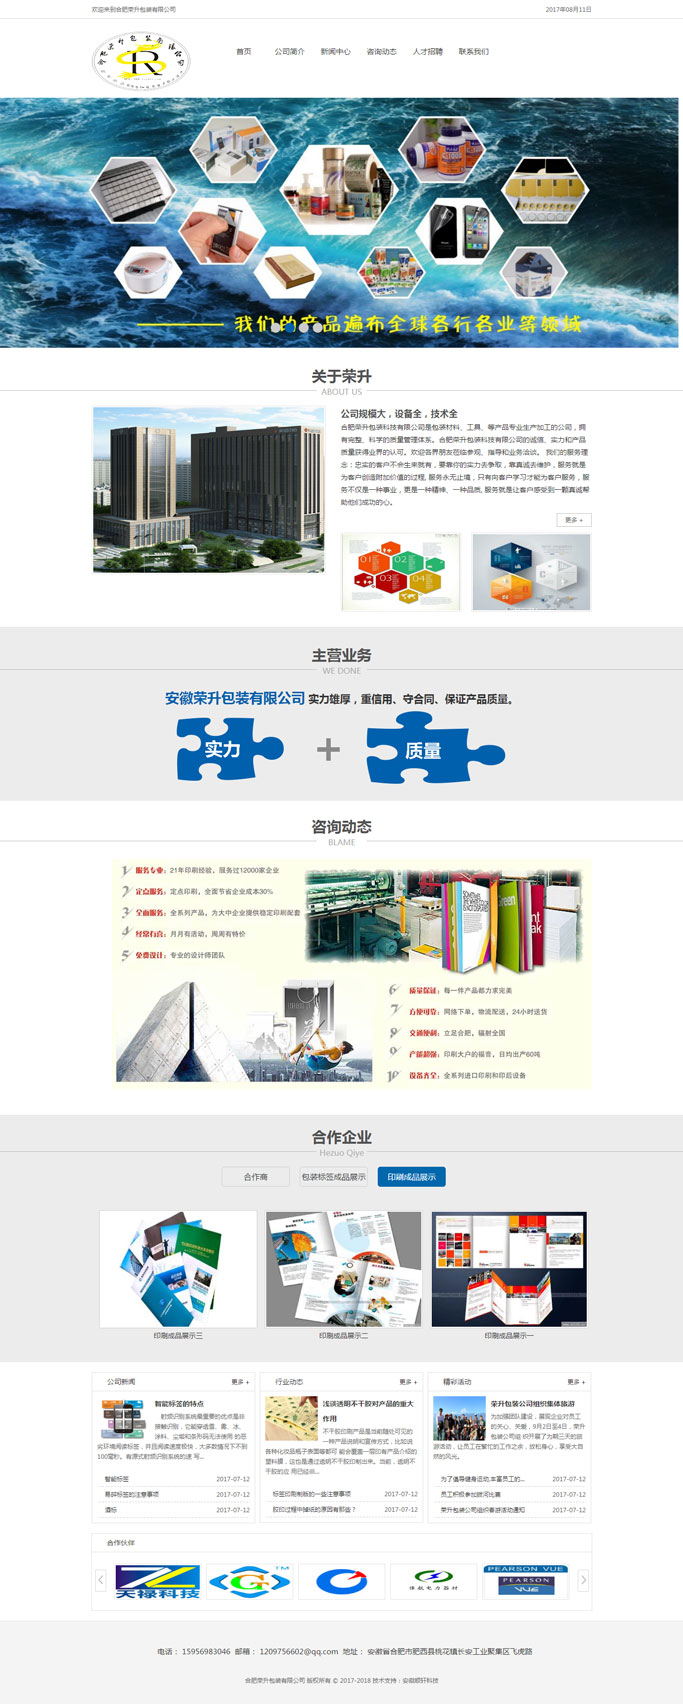 欢迎来到合肥荣升包装有限公司
2017年08月11日
合肥荣升包装有限公司
SR
首页 公司简介 新闻中心 咨询动态 人才招聘 联系我们
我们的产品遍布全球各行各业等领域
关于荣升
ABOUT US
公司规模大，设备全，技术全
合肥荣升包装科技有限公司是包装材料、工具、等产品专业生产加工的公司，拥
有完整、科学的质量管理体系。合肥荣升包装科技有限公司的诚信、实力和产品
质量获得业界的认可。欢迎各界朋友莅临参观、指导和业务洽谈。 我们的服务理
念：忠实的客户不会生来就有，要靠你的实力去争取，靠真诚去维护，服务就是
为客户创造附加价值的过程, 服务永无止境，只有向客户学习才能为客户服务，服
务不仅是一种事业，更是一种精神、一种品质, 服务就是让客户感受到一颗真诚帮
助他们成功的心。
更多 +
01 02
03 04
主营业务
WE DONE
安徽荣升包装有限公司 实力雄厚，重信用、守合同、保证产品质量。
实力 + 质量
咨询动态
BLAME
1 服务专业：21年印刷经验，服务过12000家企业
2 定点服务：定点印刷，全面节省企业成本30%
3 全面服务：全系列产品，为大中企业提供稳定印刷配套
4 经常有喜：月月有活动，周周有特价
5 免费设计：专业的设计师团队
Green
6 质量保证：每一件产品都力求完美
7 方便可靠：网络下单，物流配送，24小时送货
8 交通便利：立足合肥，辐射全国
9 产能超强：印刷大户的福音，日均出产60吨
10 设备齐全：全系列进口印刷和印后设备
合作企业
Hezuo Qiye
合作商 包装标签成品展示 印刷成品展示
印刷成品展示三 印刷成品展示二 印刷成品展示一
公司新闻 更多 +
智能标签的特点
射频识别系统最重要的优点是非
接触识别，它能穿透雪、雾、冰、
涂料、尘垢和条形码无法使用 的恶
劣环境阅读标签，并且阅读速度极快，大多数情况下不到
100毫秒。有源式射频识别系统的速 写...
智能标签 2017-07-12
易碎标签的注意事项 2017-07-12
2017-07-12
行业动态 更多 +
浅谈透明不干胶对产品的重大
作用
不干胶印刷产品是当前随处可见的
一种产品说明和宣传方式，比如说
各种化妆品瓶子表面等都可 能会覆盖一层印有产品介绍的
塑料膜，这也是通过透明不干胶印制出来。当前，透明不
干胶的应 用已经非...
标签印刷制版的一些注意事项 2017-07-12
胶印过程中掉纸的原因有那些？ 2017-07-12
精彩活动 更多 +
荣升包装公司组织集体旅游
为加强团队建设，展现企业对员工
的关心、关爱，9月2日至4日，荣升
包装公司组 织开展了为期三天的旅
游活动，让员工在繁忙的工作之余，放松身心，享受大自
然的风光。
为了倡导健身运动,丰富员工的... 2017-07-12
员工积极参加拔河比赛 2017-07-12
荣升包装公司组织春游活动通知 2017-07-12
合作伙伴
天禄科技
TM
电力器材
PEARSON VUE
PEARSON
VUE
电话： 15956983046 邮箱： 1209756602@qq.com 地址： 安徽省合肥市肥西县桃花镇长安工业聚集区飞虎路
合肥荣升包装有限公司 版权所有 © 2017-2018 技术支持：安徽顺轩科技